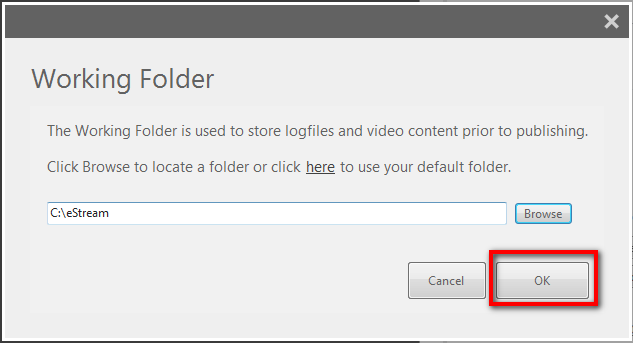 Working Folder
The Working Folder is used to store logfiles and video content prior to publishing.
Click Browse to locate a folder or click here to use your default folder.
C:\eStream
Browse
Cancel
OK